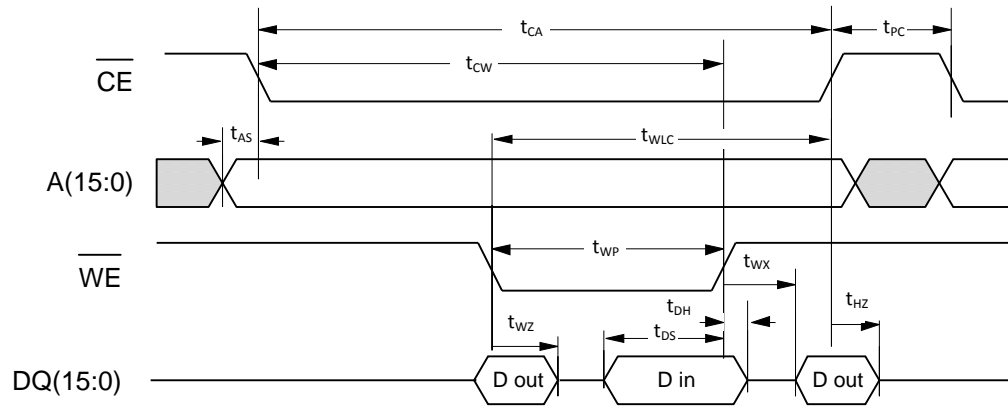 tCA
tPC
CE
tCW
tAS
tWLC
A(15:0)
tWP
WE
tWX
tDH
tHZ
tWZ
tDS
DQ(15:0)
D out
D in
D out